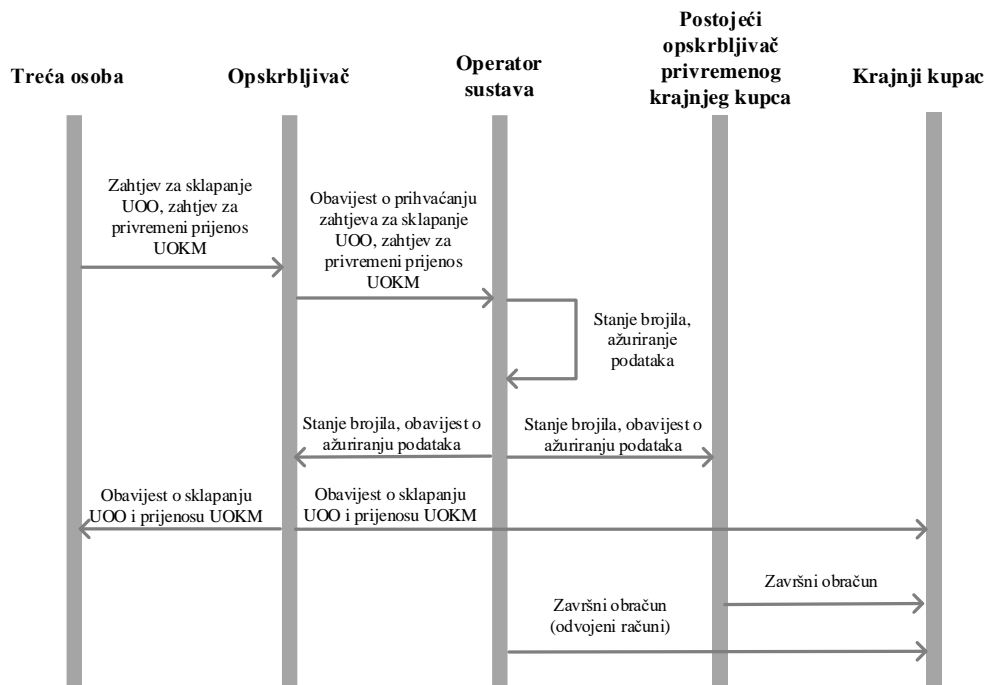 Treća osoba
Opskrbljivač
Operator
sustava
Postojeći
opskrbljivač
privremenog
krajnjeg kupca
Krajnji kupac
Zahtjev za sklapanje
UOO, zahtjev za
privremeni prijenos
UOKM
Obavijest o prihvaćanju
zahtjeva za sklapanje
UOO, zahtjev za
privremeni prijenos
UOKM
Stanje brojila,
ažuriranje
podataka
Stanje brojila, obavijest o
ažuriranju podataka
Stanje brojila, obavijest o
ažuriranju podataka
Obavijest o sklapanju
UOO i prijenosu UOKM
Obavijest o sklapanju
UOO i prijenosu UOKM
Završni obračun
Završni obračun
(odvojeni računi)